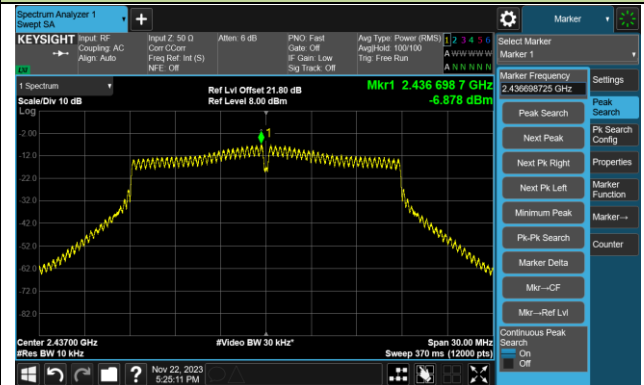 Spectrum Analyzer 1
Swept SA
Marker
KEYSIGHT
Input: RF
Coupling: AC
Align: Auto
Input Z: 50 Ω
Corr CCorr
Freq Ref: Int (S)
NFE: Off
Atten: 6 dB
PNO: Fast
Gate: Off
IF Gain: Low
Sig Track: Off
Avg Type: Power (RMS)
Avg|Hold: 100/100
Trig: Free Run
1 2 3 4 5 6
A W W W W W
A N N N N N
Select Marker
Marker 1
LXI
1 Spectrum
Scale/Div 10 dB
Log
Ref Lvl Offset 21.80 dB
Ref Level 8.00 dBm
Mkr1 2.436 698 7 GHz
-6.878 dBm
Marker Frequency
2.436698725 GHz
Settings
Peak Search
Peak
Search
Next Peak
Pk Search
Config
Next Pk Right
Properties
Next Pk Left
Marker
Function
Minimum Peak
Marker→
Pk-Pk Search
Counter
Marker Delta
Mkr→CF
Mkr→Ref Lvl
Continuous Peak
Search
On
Off
1
-2.00
-12.0
-22.0
-32.0
-42.0
-52.0
-62.0
-72.0
-82.0
Center 2.43700 GHz
#Res BW 10 kHz
#Video BW 30 kHz*
Span 30.00 MHz
Sweep 370 ms (12000 pts)
Nov 22, 2023
5:25:11 PM